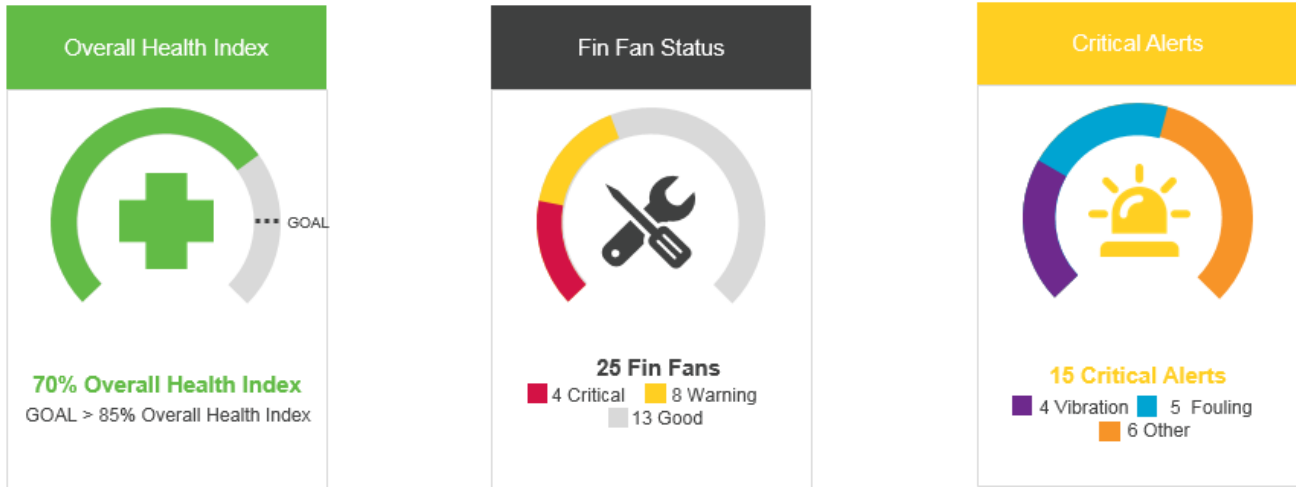 Overall Health Index
GOAL
70% Overall Health Index
GOAL > 85% Overall Health Index
Fin Fan Status
25 Fin Fans
4 Critical 8 Warning
13 Good
Critical Alerts
15 Critical Alerts
4 Vibration 5 Fouling
6 Other